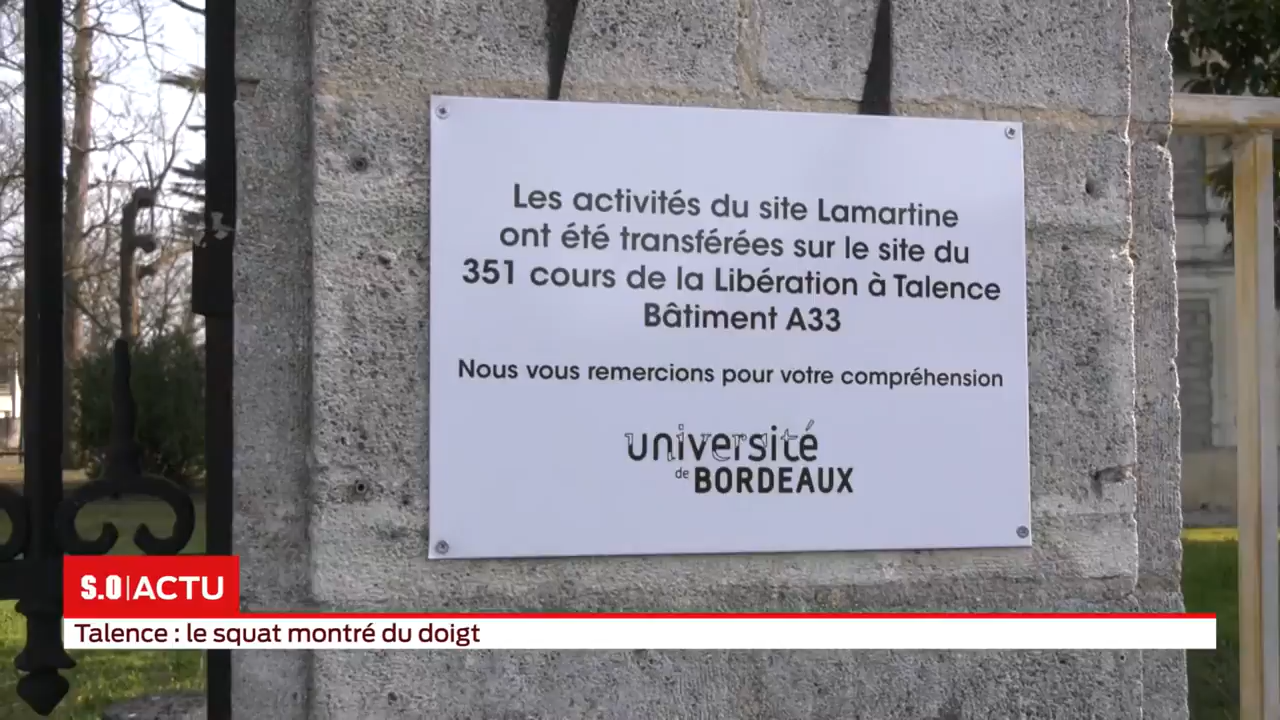 Les activités du site Lamartine
ont été transférées sur le site du
351 cours de la Libération à Talence
Bâtiment A33
Nous vous remercions pour votre compréhension
université
de BORDEAUX
S.O ACTU
Talence : le squat montré du doigt